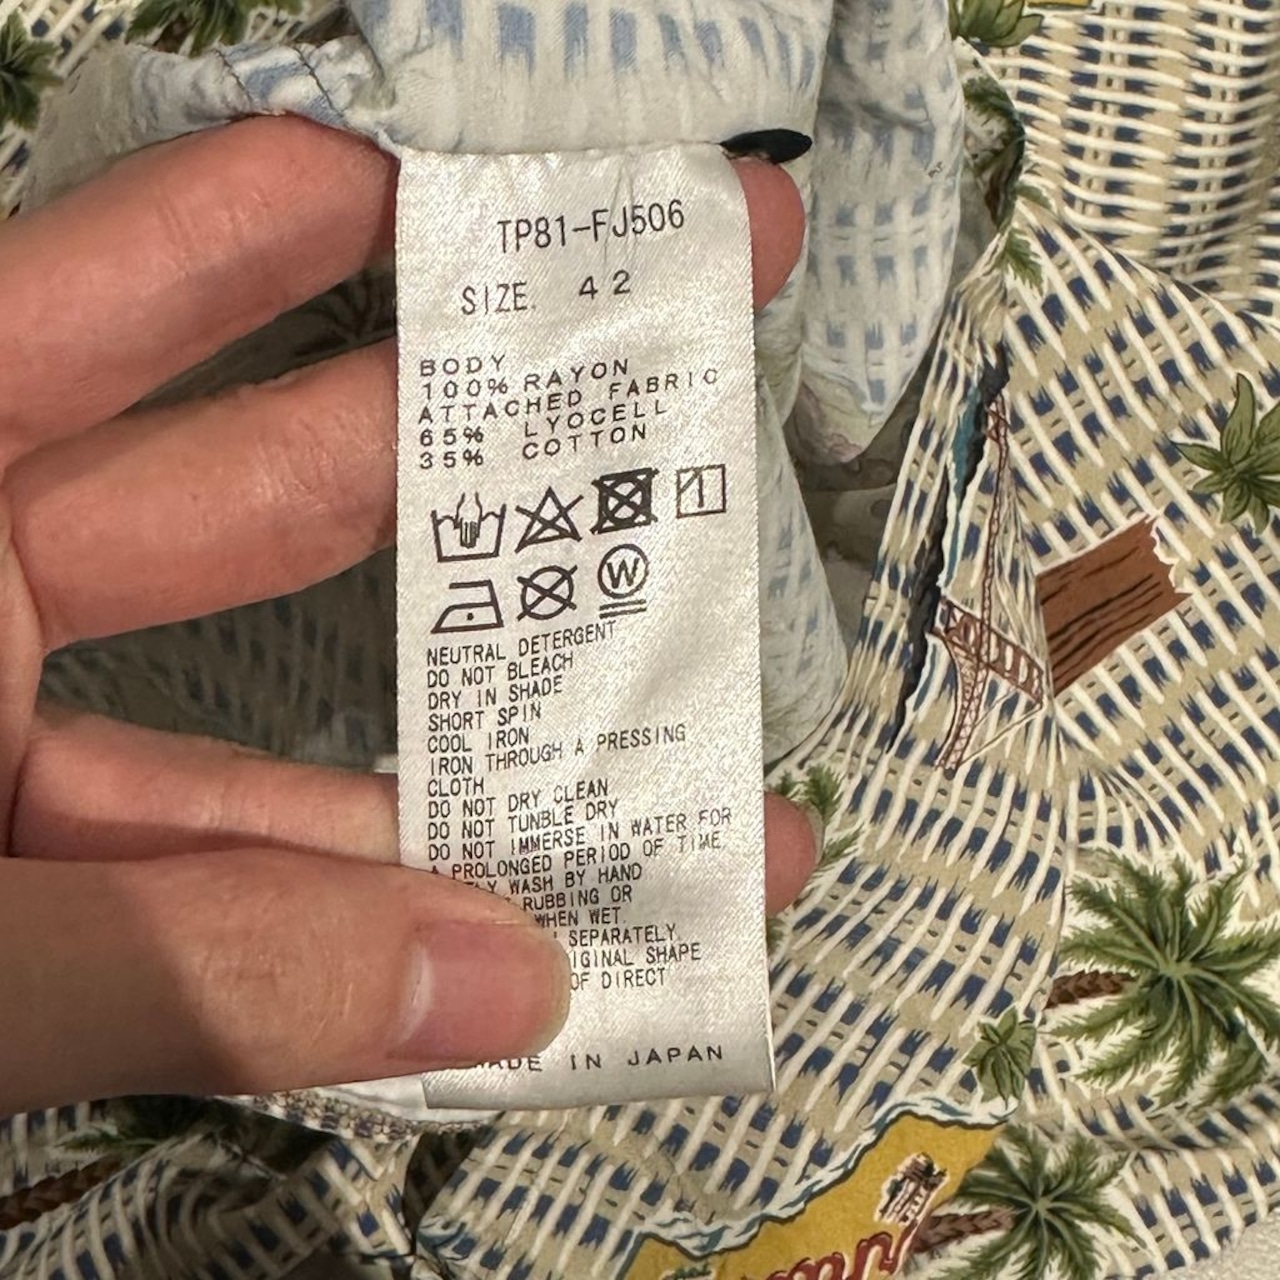 TP81-FJ506
SIZE. 42
BODY
100% RAYON
ATTACHED FABRIC
65% LYOCELL
35% COTTON
W
NEUTRAL DETERGENT
DO NOT BLEACH
DRY IN SHADE
SHORT SPIN
COOL IRON
IRON THROUGH A PRESSING
CLOTH
DO NOT DRY CLEAN
DO NOT TUNBLE DRY
DO NOT IMMERSE IN WATER FOR
A PROLONGED PERIOD OF TIME
WASH BY HAND
RUBBING OR
WHEN WET.
SEPARATELY.
SHAPE
OF DIRECT
IN JAPAN